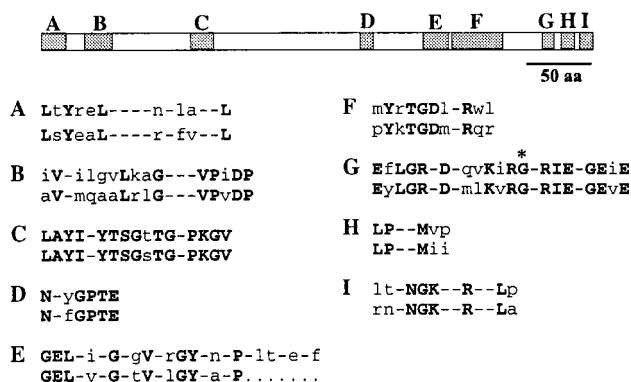 A B C D E F G H I
50 aa
A LtYreL----n-la--L
LsYeaL----r-fv--L
B iV-ilgvLkaG---VPiDP
aV-mqaaLrlG---VPvDP
C LAYI-YTSGtTG-PKGV
LAYI-YTSGsTG-PKGV
D N-yGPTE
N-fGPTE
E GEL-i-G-gV-rGY-n-P-lt-e-f
GEL-v-G-tV-lGY-a-P.......
F mYrTGDl-Rwl
pYkTGDm-Rqr
*
G EfLGR-D-qvKiRG-RIE-GEiE
EyLGR-D-mlKvRG-RIE-GEvE
H LP--Mvp
LP--Mii
I lt-NGK--R--Lp
rn-NGK--R--La